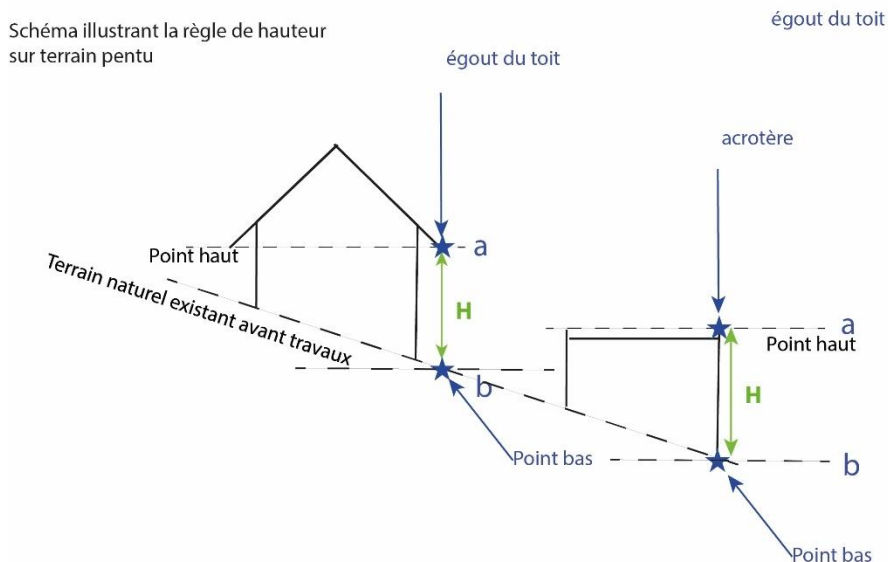 Schéma illustrant la règle de hauteur
sur terrain pentu
égout du toit
égout du toit
acrotère
Point haut
a
Terrain naturel existant avant travaux
H
a
Point haut
b
H
Point bas
b
Point bas